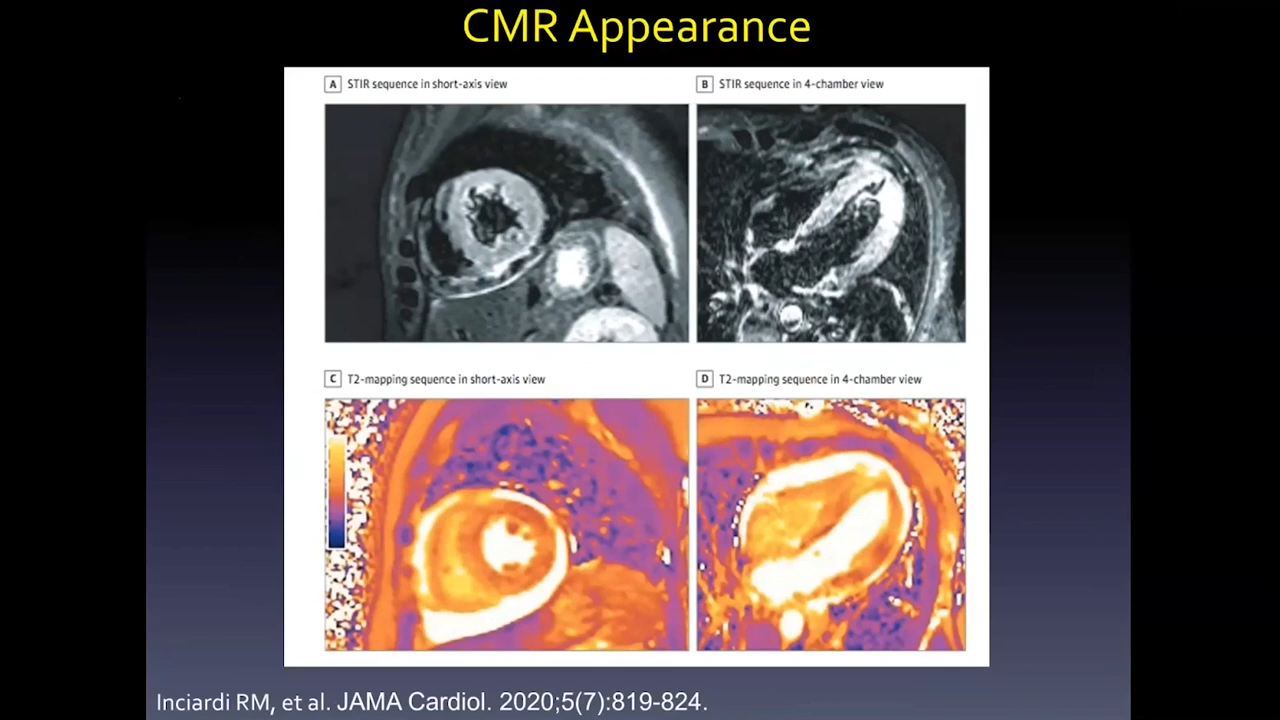 CMR Appearance
A STIR sequence in short-axis view
B STIR sequence in 4-chamber view
C T2-mapping sequence in short-axis view
D T2-mapping sequence in 4-chamber view
Inciardi RM, et al. JAMA Cardiol. 2020;5(7):819-824.